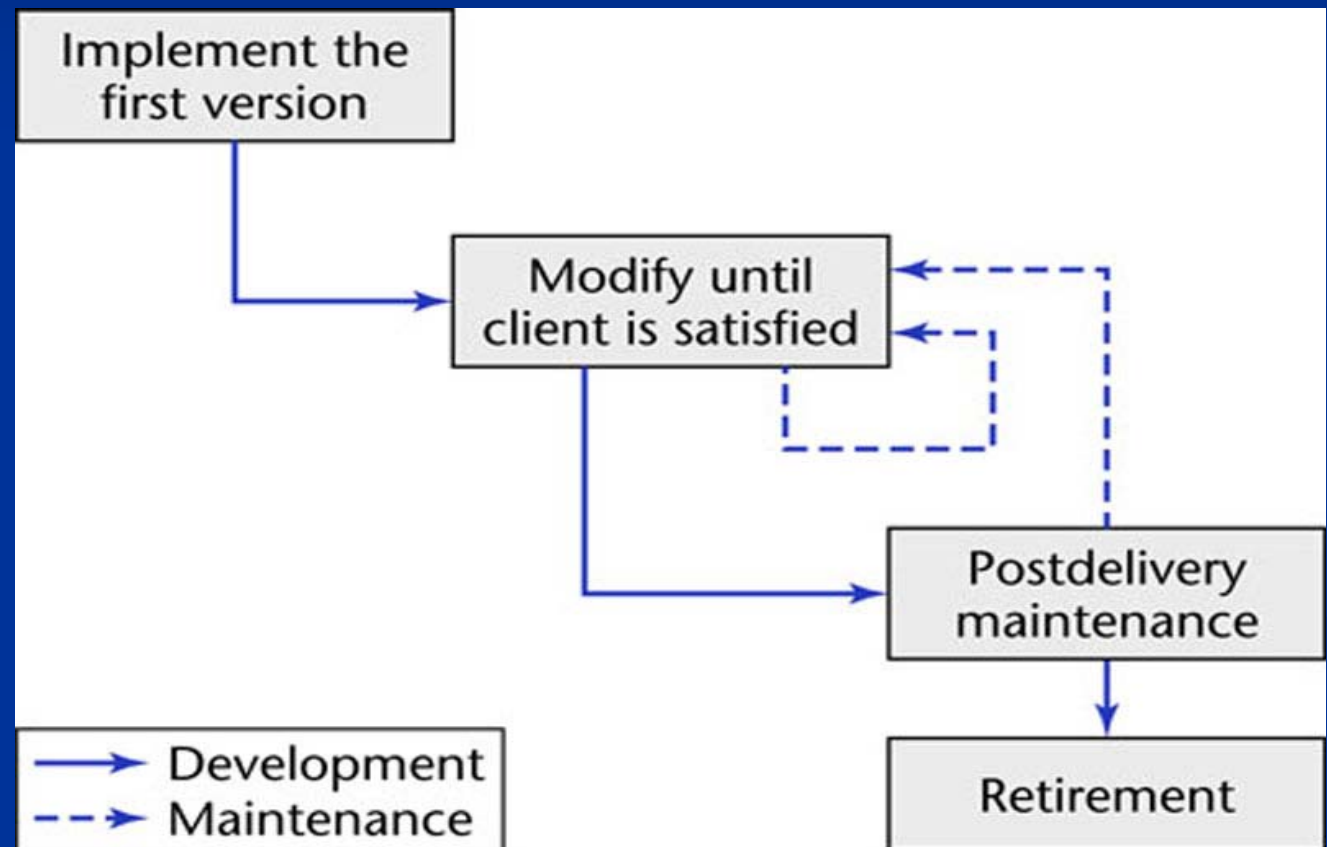 Implement the
first version
Modify until
client is satisfied
Postdelivery
maintenance
Retirement
Development
Maintenance